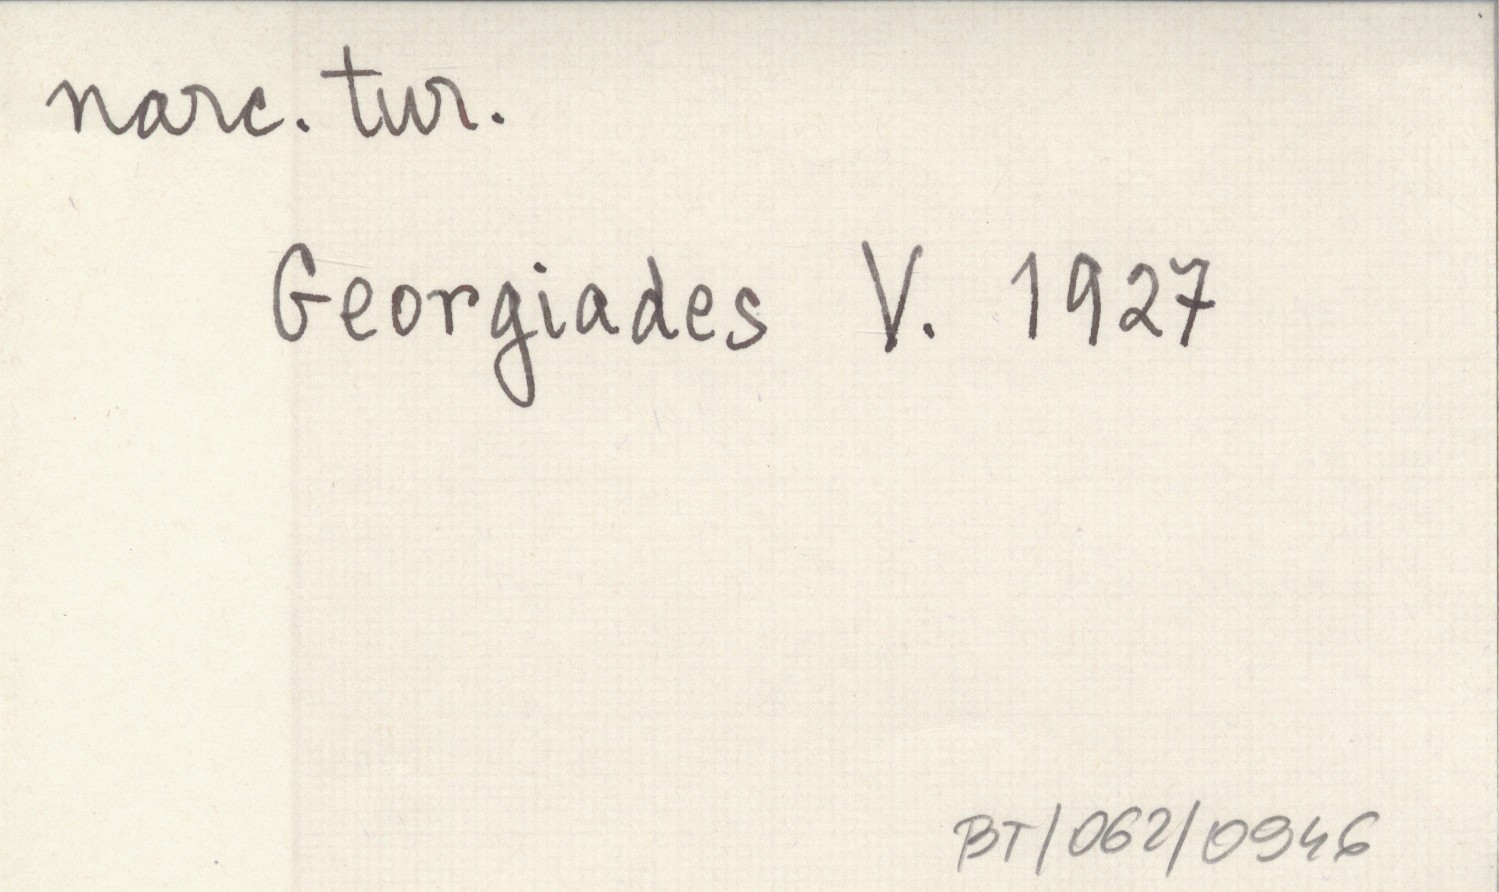 narc. tur.
Georgiades V. 1927
BT/062/0946